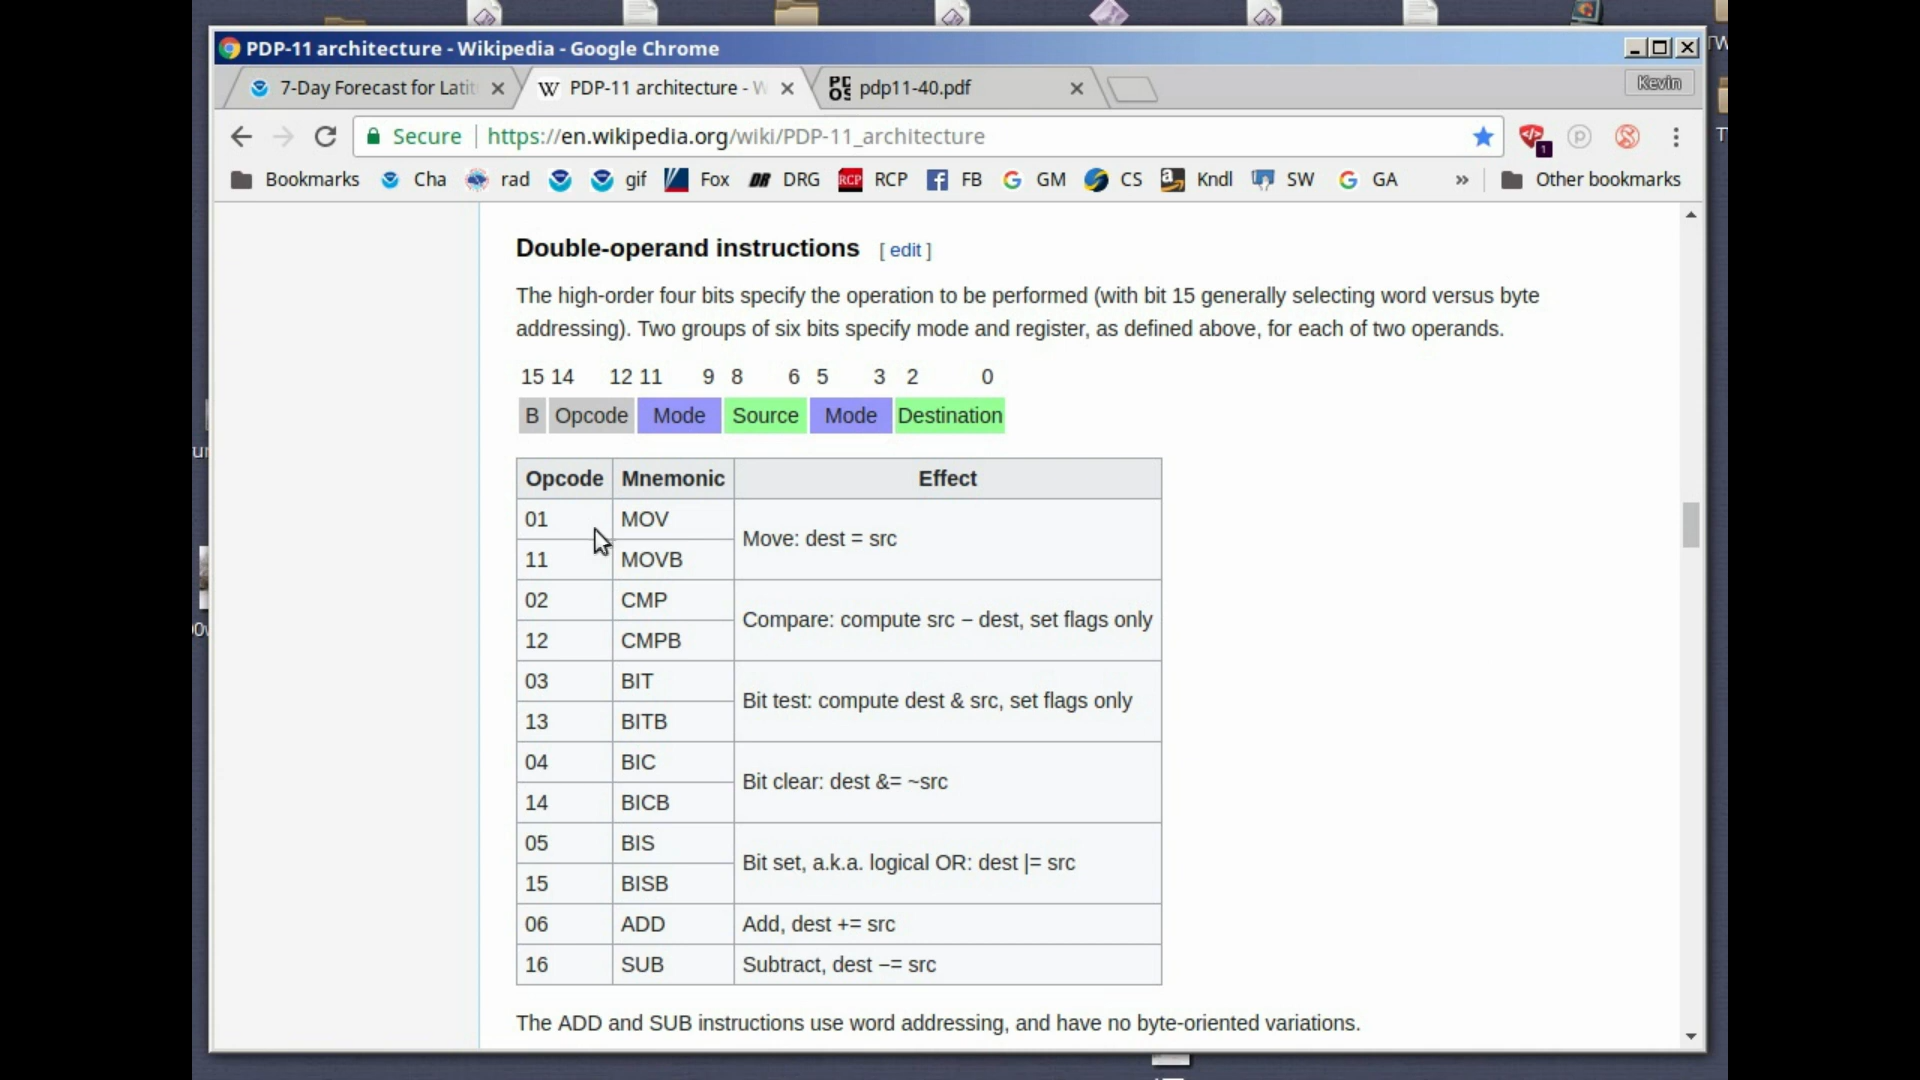 PDP-11 architecture - Wikipedia - Google Chrome
7-Day Forecast for Latit
W PDP-11 architecture - W
pdp11-40.pdf
Kevin
Secure https://en.wikipedia.org/wiki/PDP-11_architecture
1
Bookmarks Cha rad gif Fox DR DRG RCP RCP FB GM CS Kndl SW GA » Other bookmarks
Double-operand instructions [ edit ]
The high-order four bits specify the operation to be performed (with bit 15 generally selecting word versus byte
addressing). Two groups of six bits specify mode and register, as defined above, for each of two operands.
15 14 12 11 9 8 6 5 3 2 0
B Opcode Mode Source Mode Destination
Opcode Mnemonic Effect
01 MOV
Move: dest = src
11 MOVB
02 CMP
Compare: compute src − dest, set flags only
12 CMPB
03 BIT
Bit test: compute dest & src, set flags only
13 BITB
04 BIC
Bit clear: dest &= ~src
14 BICB
05 BIS
Bit set, a.k.a. logical OR: dest |= src
15 BISB
06 ADD Add, dest += src
16 SUB Subtract, dest −= src
The ADD and SUB instructions use word addressing, and have no byte-oriented variations.